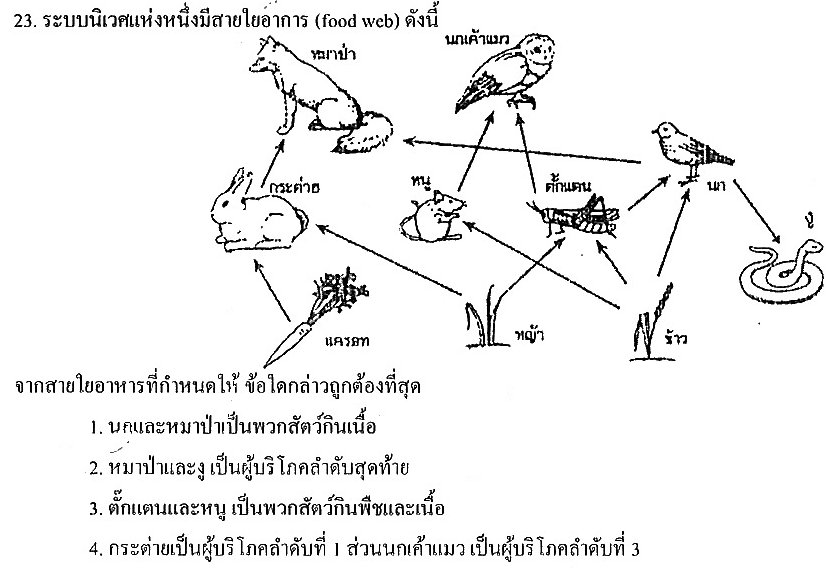 23. ระบบนิเวศแห่งหนึ่งมีสายใยอาการ (food web) ดังนี้
หมาป่า
นกเค้าแมว
กระต่าย
หนู
ตั๊กแตน
นก
งู
แครอท
หญ้า
ข้าว
จากสายใยอาหารที่กำหนดให้ ข้อใดกล่าวถูกต้องที่สุด
1. นกและหมาป่าเป็นพวกสัตว์กินเนื้อ
2. หมาป่าและงู เป็นผู้บริโภคลำดับสุดท้าย
3. ตั๊กแตนและหนู เป็นพวกสัตว์กินพืชและเนื้อ
4. กระต่ายเป็นผู้บริโภคลำดับที่ 1 ส่วนนกเค้าแมว เป็นผู้บริโภคลำดับที่ 3